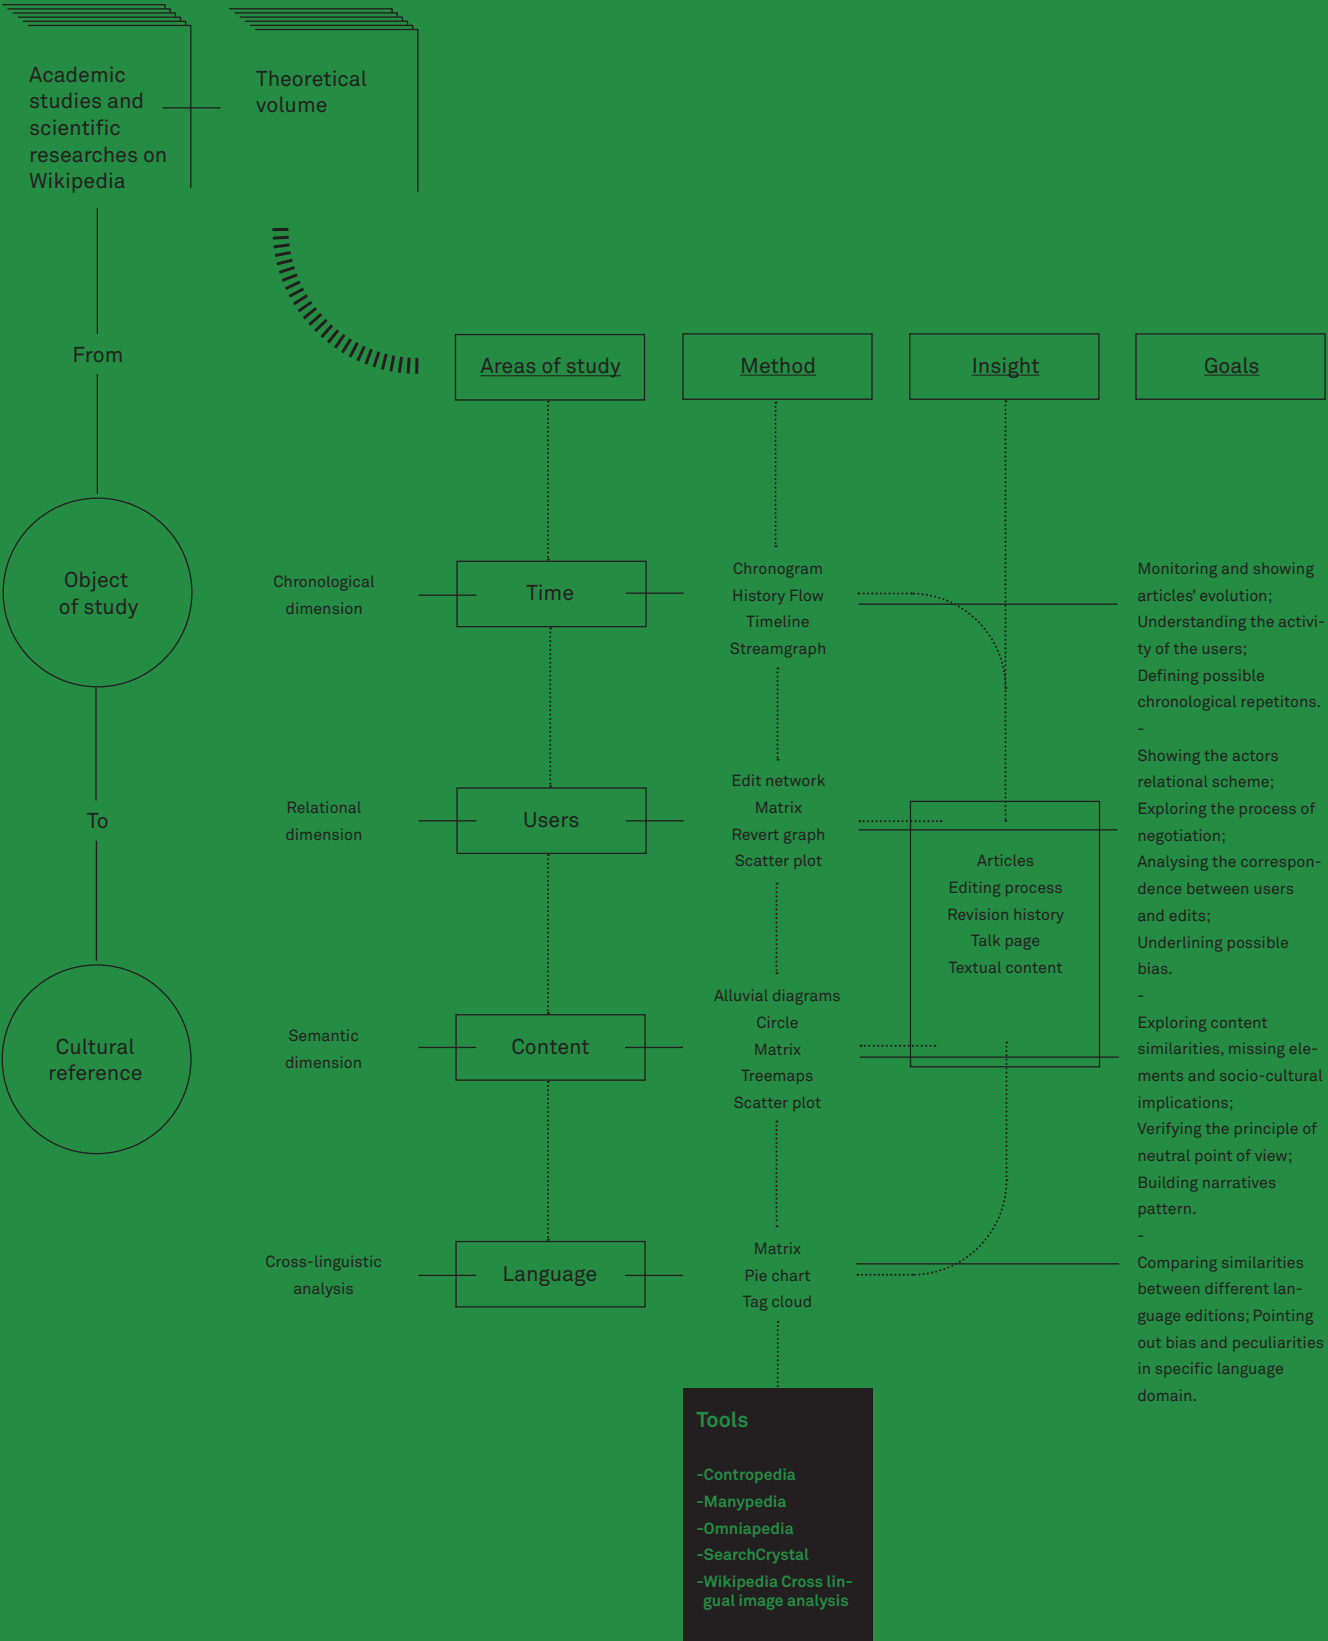 Academic
studies and
scientific
researches on
Wikipedia
Theoretical
volume
From
Object
of study
To
Cultural
reference
Areas of study
Method
Insight
Goals
Chronological
dimension
Time
Chronogram
History Flow
Timeline
Streamgraph
Monitoring and showing
articles' evolution;
Understanding the activi-
ty of the users;
Defining possible
chronological repetitons.
-
Relational
dimension
Users
Edit network
Matrix
Revert graph
Scatter plot
Articles
Editing process
Revision history
Talk page
Textual content
Showing the actors
relational scheme;
Exploring the process of
negotiation;
Analysing the correspon-
dence between users
and edits;
Underlining possible
bias.
-
Semantic
dimension
Content
Alluvial diagrams
Circle
Matrix
Treemaps
Scatter plot
Exploring content
similarities, missing ele-
ments and socio-cultural
implications;
Verifying the principle of
neutral point of view;
Building narratives
pattern.
-
Cross-linguistic
analysis
Language
Matrix
Pie chart
Tag cloud
Comparing similarities
between different lan-
guage editions; Pointing
out bias and peculiarities
in specific language
domain.
Tools
-Contropedia
-Manypedia
-Omniapedia
-SearchCrystal
-Wikipedia Cross lin-
gual image analysis